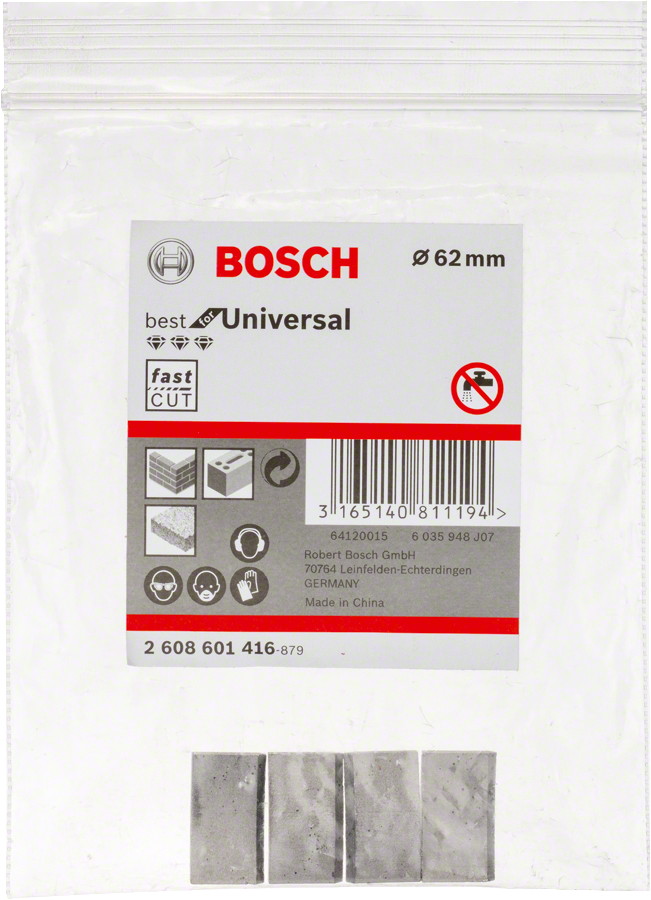 BOSCH
Ø 62 mm
best for Universal
fast
CUT
3 165140 811194 >
64120015 6 035 948 J07
Robert Bosch GmbH
70764 Leinfelden-Echterdingen
GERMANY
Made in China
2 608 601 416-879